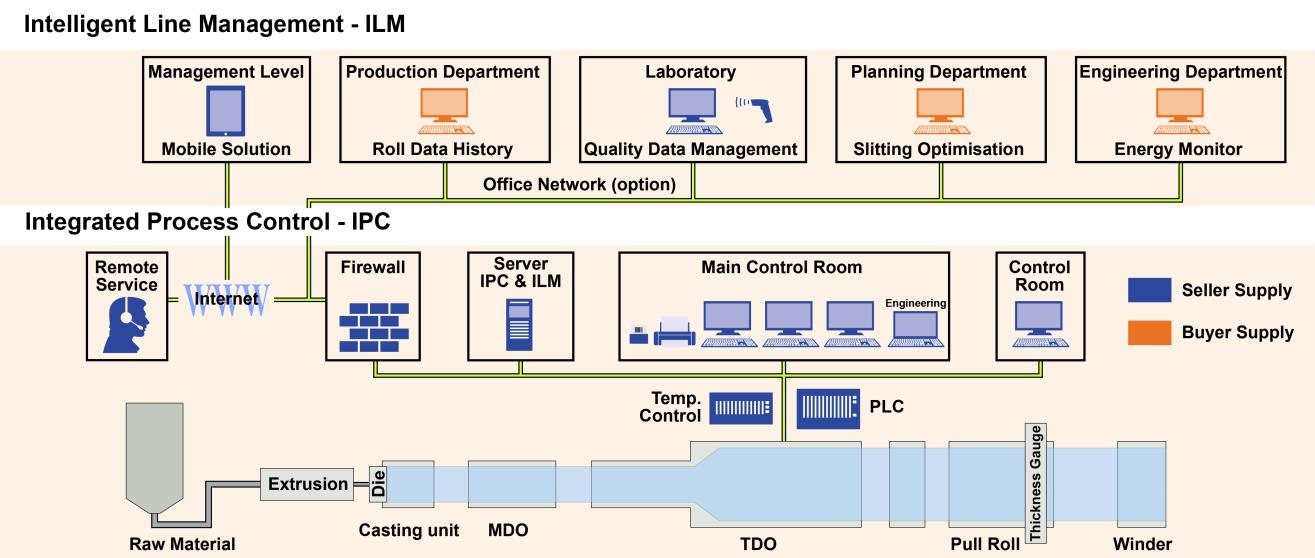 Intelligent Line Management - ILM
Management Level
Mobile Solution
Production Department
Roll Data History
Laboratory
Quality Data Management
Planning Department
Slitting Optimisation
Engineering Department
Energy Monitor
Office Network (option)
Integrated Process Control - IPC
Remote
Service
WWW
Internet
Firewall
Server
IPC & ILM
Main Control Room
Engineering
Control
Room
Seller Supply
Buyer Supply
Temp.
Control
PLC
Raw Material
Extrusion
Die
Casting unit
MDO
TDO
Pull Roll
Thickness Gauge
Winder